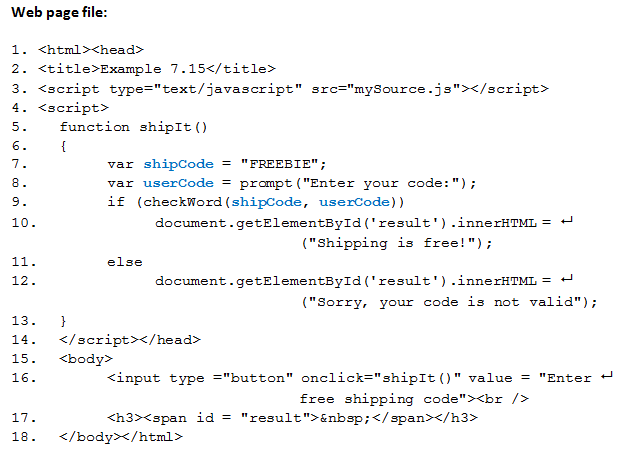 Web page file:
1. <html><head>
2. <title>Example 7.15</title>
3. <script type="text/javascript" src="mySource.js"></script>
4. <script>
5. function shipIt()
6. {
7. var shipCode = "FREEBIE";
8. var userCode = prompt("Enter your code:");
9. if (checkWord(shipCode, userCode))
10. document.getElementById('result').innerHTML = ↵
("Shipping is free!");
11. else
12. document.getElementById('result').innerHTML = ↵
("Sorry, your code is not valid");
13. }
14. </script></head>
15. <body>
16. <input type ="button" onclick="shipIt()" value = "Enter ↵
free shipping code"><br />
17. <h3><span id = "result">&nbsp;</span></h3>
18. </body></html>